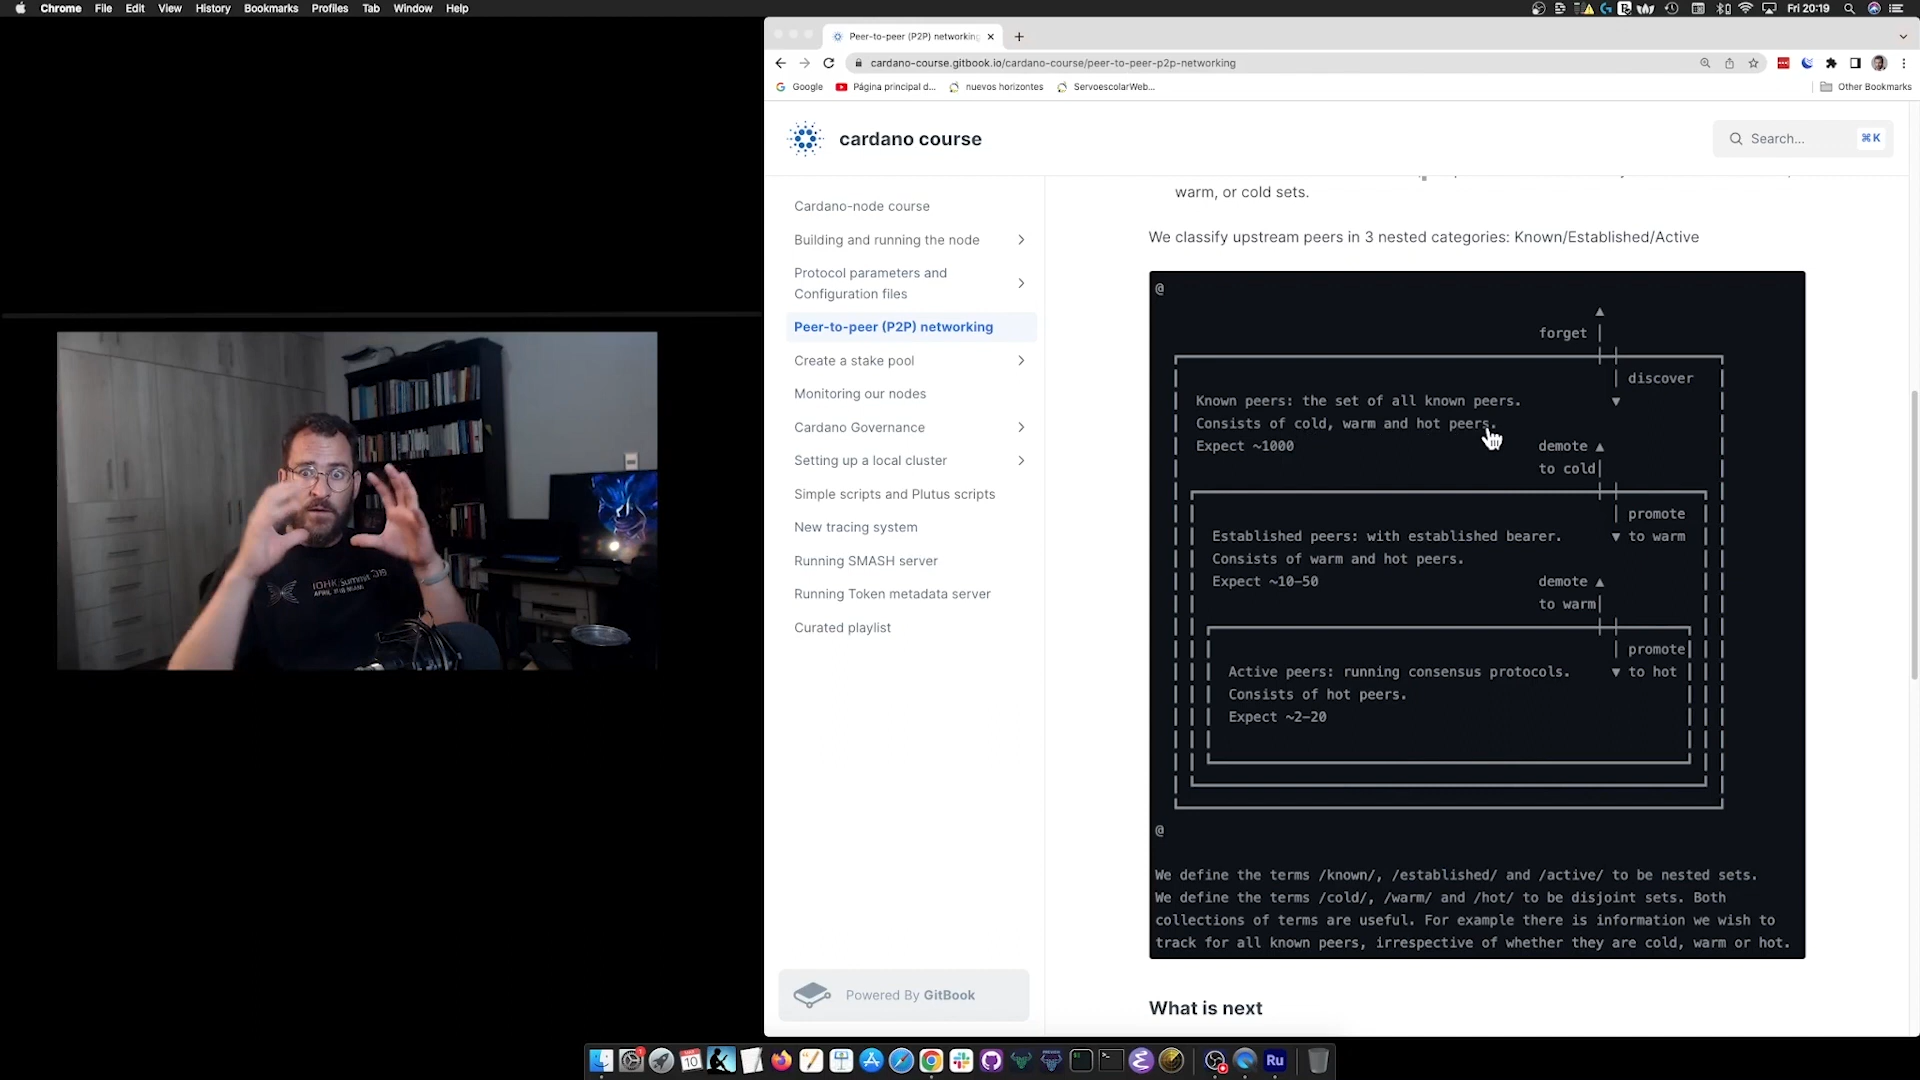 Chrome File Edit View History Bookmarks Profiles Tab Window Help
Fri 20:19
Peer-to-peer (P2P) networking
cardano-course.gitbook.io/cardano-course/peer-to-peer-p2p-networking
Google
Página principal d...
nuevos horizontes
ServoescolarWeb...
Other Bookmarks
cardano course
Search...
⌘K
Cardano-node course
Building and running the node
Protocol parameters and
Configuration files
Peer-to-peer (P2P) networking
Create a stake pool
Monitoring our nodes
Cardano Governance
Setting up a local cluster
Simple scripts and Plutus scripts
New tracing system
Running SMASH server
Running Token metadata server
Curated playlist
Powered By GitBook
warm, or cold sets.
We classify upstream peers in 3 nested categories: Known/Established/Active
@
forget
discover
Known peers: the set of all known peers.
Consists of cold, warm and hot peers.
Expect ~1000
demote
to cold
promote
to warm
Established peers: with established bearer.
Consists of warm and hot peers.
Expect ~10-50
demote
to warm
promote
to hot
Active peers: running consensus protocols.
Consists of hot peers.
Expect ~2-20
@
We define the terms /known/, /established/ and /active/ to be nested sets.
We define the terms /cold/, /warm/ and /hot/ to be disjoint sets. Both
collections of terms are useful. For example there is information we wish to
track for all known peers, irrespective of whether they are cold, warm or hot.
What is next
IOHK Summit '19
APRIL 17-18 MIAMI
10
Ru